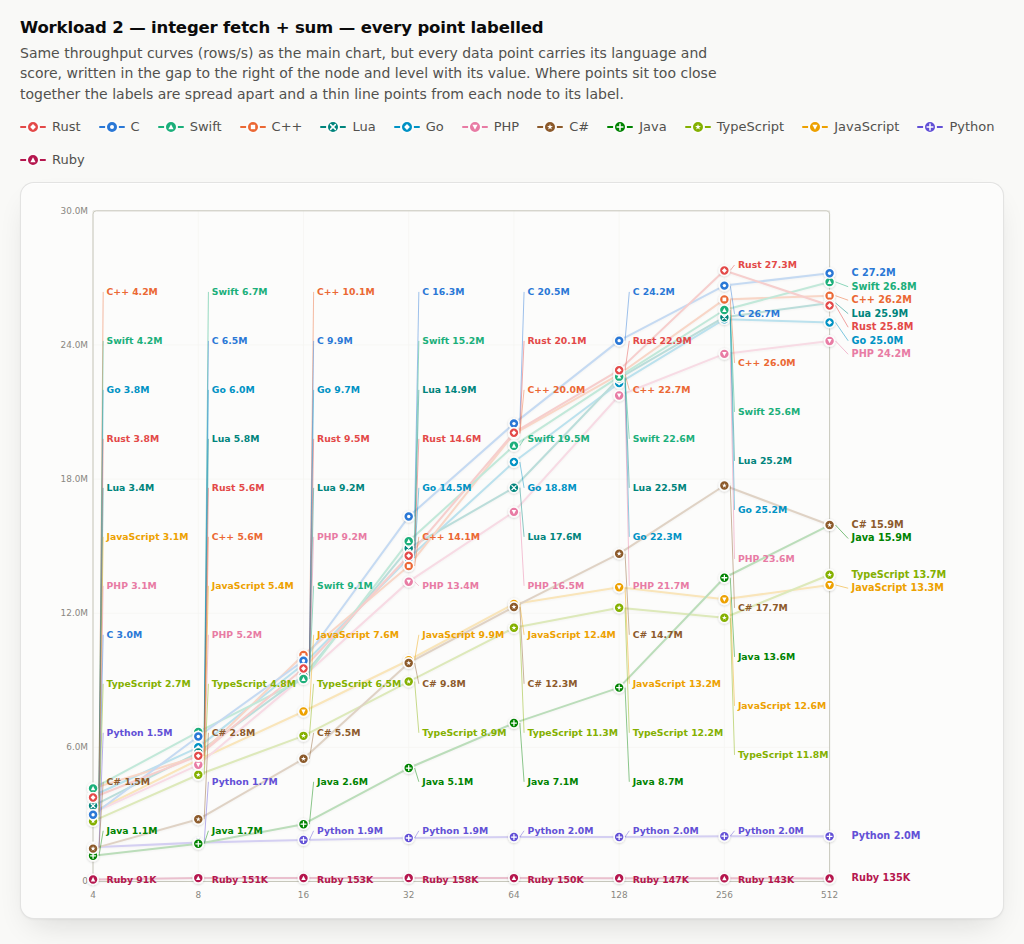 Workload 2 — integer fetch + sum — every point labelled
Same throughput curves (rows/s) as the main chart, but every data point carries its language and
score, written in the gap to the right of the node and level with its value. Where points sit too close
together the labels are spread apart and a thin line points from each node to its label.
Rust C Swift C++ Lua Go PHP C# Java TypeScript JavaScript Python
Ruby
30.0M
24.0M
18.0M
12.0M
6.0M
0
C++ 4.2M
Swift 4.2M
Go 3.8M
Rust 3.8M
Lua 3.4M
JavaScript 3.1M
PHP 3.1M
C 3.0M
TypeScript 2.7M
Python 1.5M
C# 1.5M
Java 1.1M
Ruby 91K
Swift 6.7M
C 6.5M
Go 6.0M
Lua 5.8M
Rust 5.6M
C++ 5.6M
JavaScript 5.4M
PHP 5.2M
TypeScript 4.8M
C# 2.8M
Python 1.7M
Java 1.7M
Ruby 151K
C++ 10.1M
C 9.9M
Go 9.7M
Rust 9.5M
Lua 9.2M
PHP 9.2M
Swift 9.1M
JavaScript 7.6M
TypeScript 6.5M
C# 5.5M
Java 2.6M
Python 1.9M
Ruby 153K
C 16.3M
Swift 15.2M
Lua 14.9M
Rust 14.6M
Go 14.5M
C++ 14.1M
PHP 13.4M
JavaScript 9.9M
C# 9.8M
TypeScript 8.9M
Java 5.1M
Python 1.9M
Ruby 158K
C 20.5M
Rust 20.1M
C++ 20.0M
Swift 19.5M
Go 18.8M
Lua 17.6M
PHP 16.5M
JavaScript 12.4M
C# 12.3M
TypeScript 11.3M
Java 7.1M
Python 2.0M
Ruby 150K
C 24.2M
Rust 22.9M
C++ 22.7M
Swift 22.6M
Lua 22.5M
Go 22.3M
PHP 21.7M
C# 14.7M
JavaScript 13.2M
TypeScript 12.2M
Java 8.7M
Python 2.0M
Ruby 147K
Rust 27.3M
C 26.7M
C++ 26.0M
Swift 25.6M
Lua 25.2M
Go 25.2M
PHP 23.6M
C# 17.7M
Java 13.6M
JavaScript 12.6M
TypeScript 11.8M
Python 2.0M
Ruby 143K
C 27.2M
Swift 26.8M
C++ 26.2M
Lua 25.9M
Rust 25.8M
Go 25.0M
PHP 24.2M
C# 15.9M
Java 15.9M
TypeScript 13.7M
JavaScript 13.3M
Python 2.0M
Ruby 135K
4 8 16 32 64 128 256 512